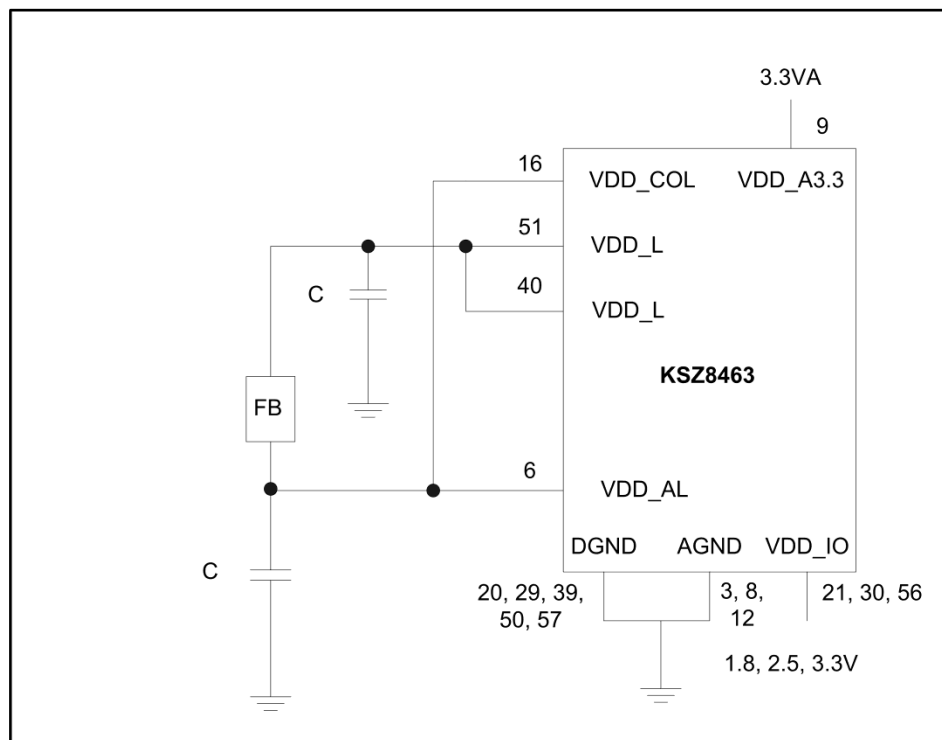 3.3VA
9
16
VDD_COL
VDD_A3.3
51
VDD_L
C
40
VDD_L
KSZ8463
FB
6
VDD_AL
DGND
AGND
VDD_IO
C
20, 29, 39,
50, 57
3, 8,
12
21, 30, 56
1.8, 2.5, 3.3V